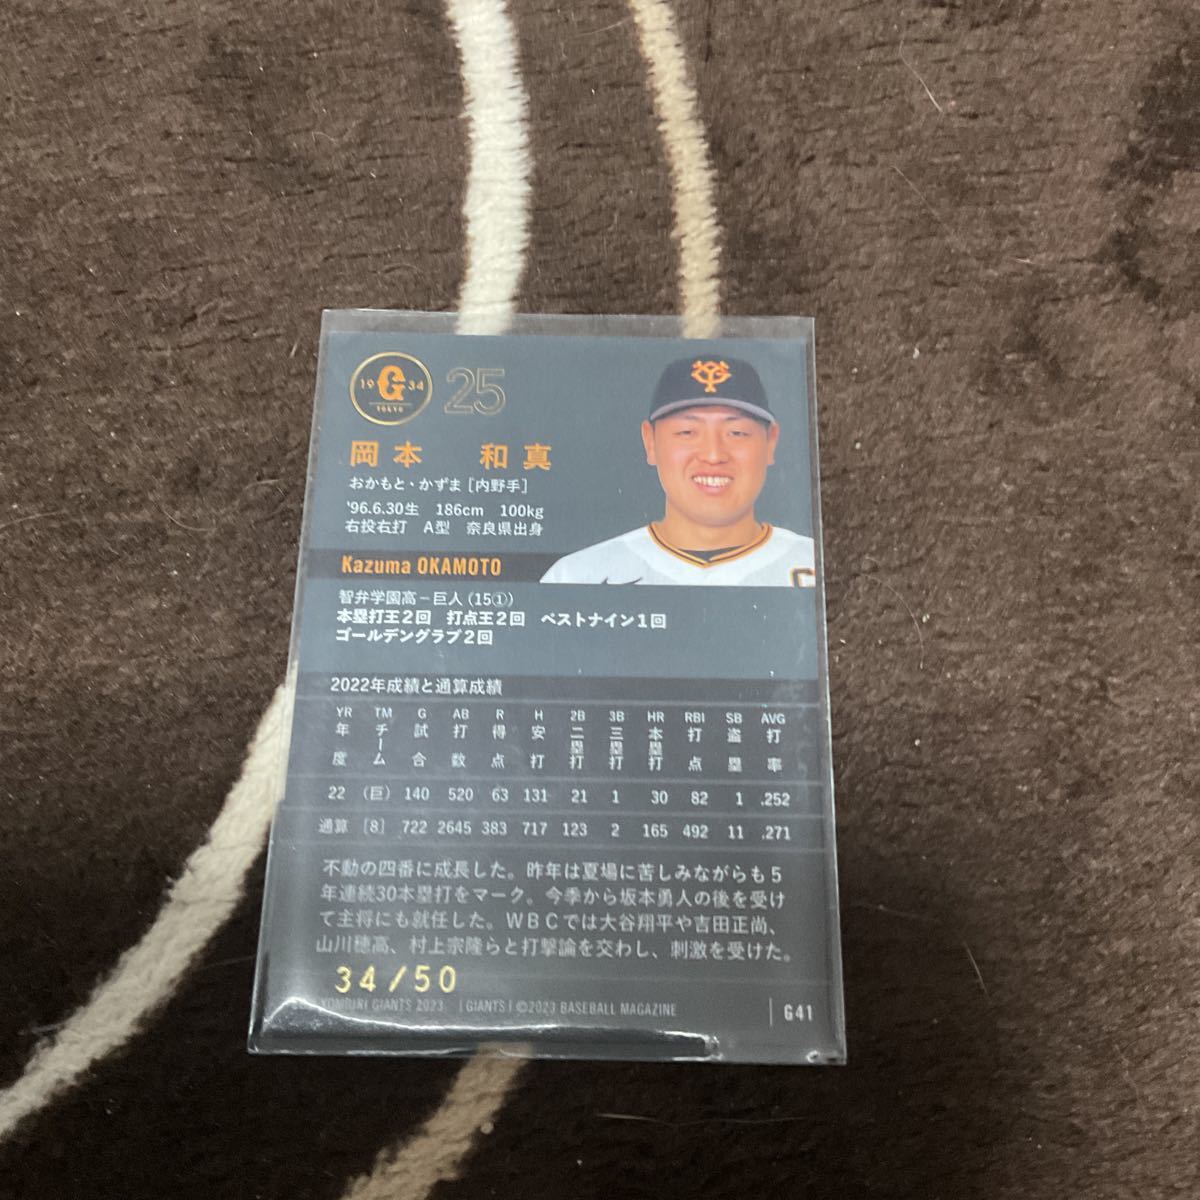 19 G 34
TOKYO
25
YG
岡本 和真
おかもと・かずま [内野手]
'96.6.30生 186cm 100kg
右投右打 A型 奈良県出身
Kazuma OKAMOTO
智弁学園高－巨人(15①)
本塁打王2回 打点王2回 ベストナイン1回
ゴールデングラブ2回
2022年成績と通算成績
YR TM G AB R H 2B 3B HR RBI SB AVG
年度 チーム 試合 打数 得点 安打 二塁打 三塁打 本塁打 打点 盗塁 打率
22 (巨) 140 520 63 131 21 1 30 82 1 .252
通算 [8] 722 2645 383 717 123 2 165 492 11 .271
不動の四番に成長した。昨年は夏場に苦しみながらも5
年連続30本塁打をマーク。今季から坂本勇人の後を受け
て主将にも就任した。WBCでは大谷翔平や吉田正尚、
山川穂高、村上宗隆らと打撃論を交わし、刺激を受けた。
34/50
YOMIURI GIANTS 2023 | GIANTS | ©2023 BASEBALL MAGAZINE
G41